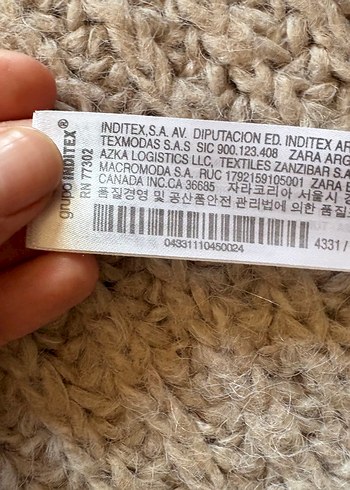 grupo INDITEX®
RN 77302
INDITEX,S.A. AV. DIPUTACION ED. INDITEX AR
TEXMODAS S.A.S SIC 900.123.408 ZARA ARG
AZKA LOGISTICS LLC, TEXTILES ZANZIBAR S.A
MACROMODA S.A. RUC 1792159105001 ZARA
CANADA INC.CA 36685 자라코리아 서울시
품질경영 및 공산품안전 관리법에 의한 품질
04331110450024
4331 /